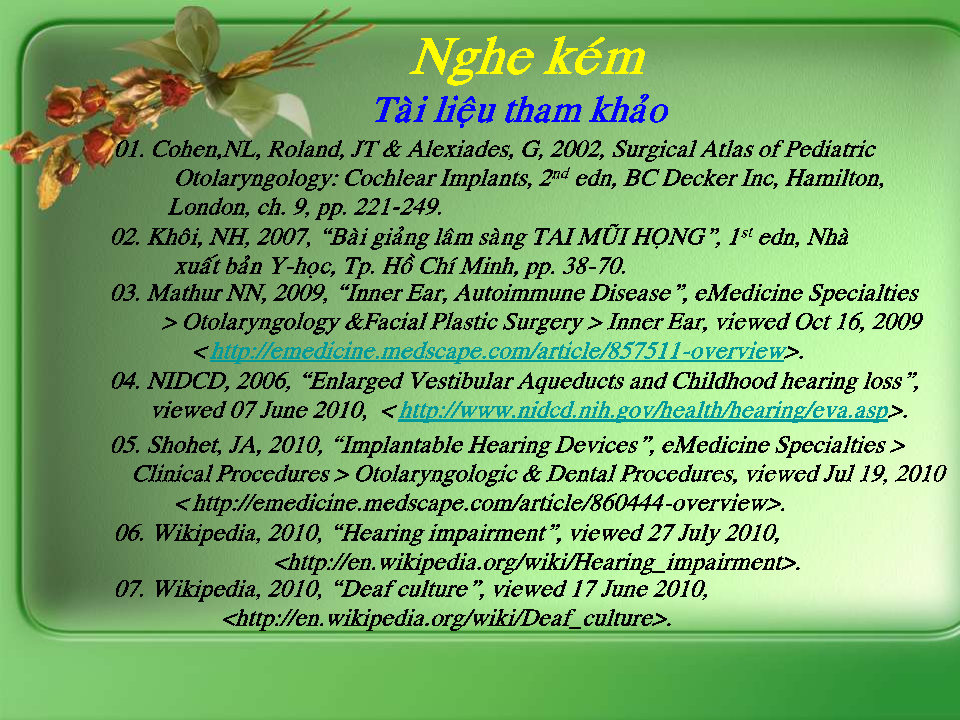 Nghe kém
Tài liệu tham khảo
01. Cohen,NL, Roland, JT & Alexiades, G, 2002, Surgical Atlas of Pediatric
Otolaryngology: Cochlear Implants, 2nd edn, BC Decker Inc, Hamilton,
London, ch. 9, pp. 221-249.
02. Khôi, NH, 2007, “Bài giảng lâm sàng TAI MŨI HỌNG”, 1st edn, Nhà
xuất bản Y-học, Tp. Hồ Chí Minh, pp. 38-70.
03. Mathur NN, 2009, “Inner Ear, Autoimmune Disease”, eMedicine Specialties
> Otolaryngology &Facial Plastic Surgery > Inner Ear, viewed Oct 16, 2009
< http://emedicine.medscape.com/article/857511-overview>.
04. NIDCD, 2006, “Enlarged Vestibular Aqueducts and Childhood hearing loss”,
viewed 07 June 2010, < http://www.nidcd.nih.gov/health/hearing/eva.asp>.
05. Shohet, JA, 2010, “Implantable Hearing Devices”, eMedicine Specialties >
Clinical Procedures > Otolaryngologic & Dental Procedures, viewed Jul 19, 2010
< http://emedicine.medscape.com/article/860444-overview>.
06. Wikipedia, 2010, “Hearing impairment”, viewed 27 July 2010,
<http://en.wikipedia.org/wiki/Hearing_impairment>.
07. Wikipedia, 2010, “Deaf culture”, viewed 17 June 2010,
<http://en.wikipedia.org/wiki/Deaf_culture>.